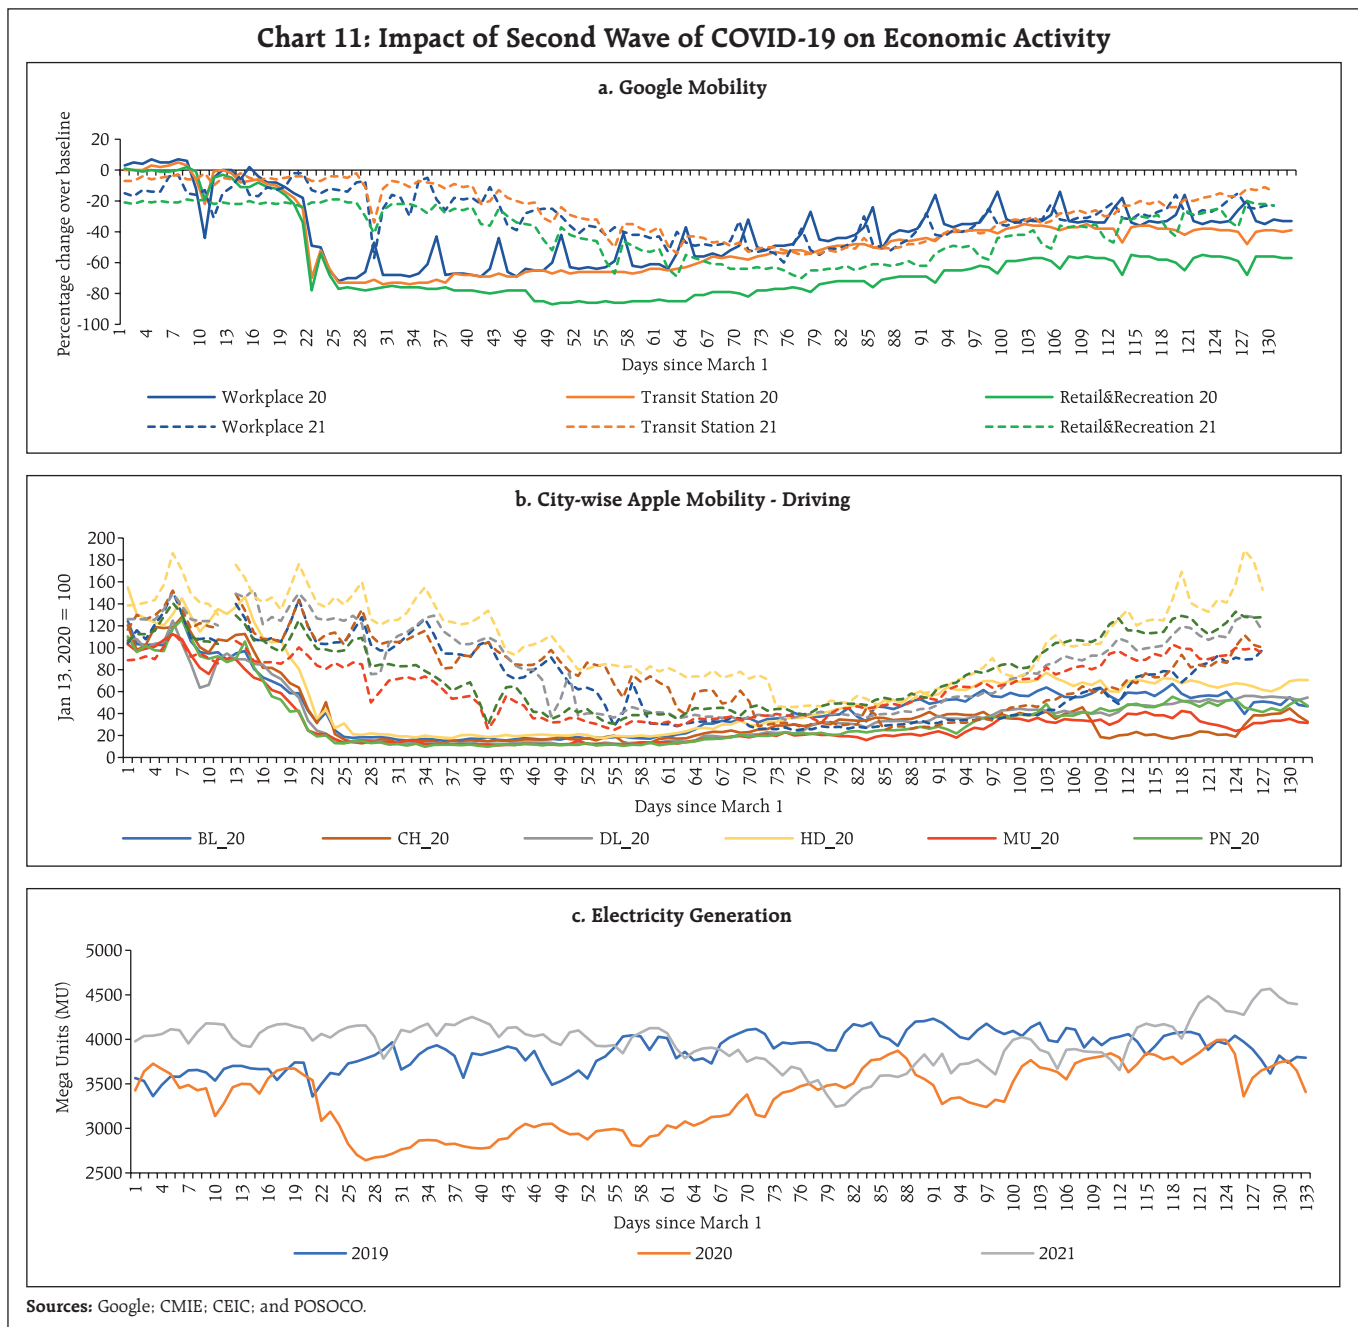 Chart 11: Impact of Second Wave of COVID-19 on Economic Activity
a. Google Mobility
Percentage change over baseline
20
0
-20
-40
-60
-80
-100
1 4 7 10 13 16 19 22 25 28 31 34 37 40 43 46 49 52 55 58 61 64 67 70 73 76 79 82 85 88 91 94 97 100 103 106 109 112 115 118 121 124 127 130
Days since March 1
Workplace 20 Transit Station 20 Retail&Recreation 20
Workplace 21 Transit Station 21 Retail&Recreation 21
b. City-wise Apple Mobility - Driving
Jan 13, 2020 = 100
200
180
160
140
120
100
80
60
40
20
0
1 4 7 10 13 16 19 22 25 28 31 34 37 40 43 46 49 52 55 58 61 64 67 70 73 76 79 82 85 88 91 94 97 100 103 106 109 112 115 118 121 124 127 130
Days since March 1
BL_20 CH_20 DL_20 HD_20 MU_20 PN_20
c. Electricity Generation
Mega Units (MU)
5000
4500
4000
3500
3000
2500
1 4 7 10 13 16 19 22 25 28 31 34 37 40 43 46 49 52 55 58 61 64 67 70 73 76 79 82 85 88 91 94 97 100 103 106 109 112 115 118 121 124 127 130 133
Days since March 1
2019 2020 2021
Sources: Google; CMIE; CEIC; and POSOCO.